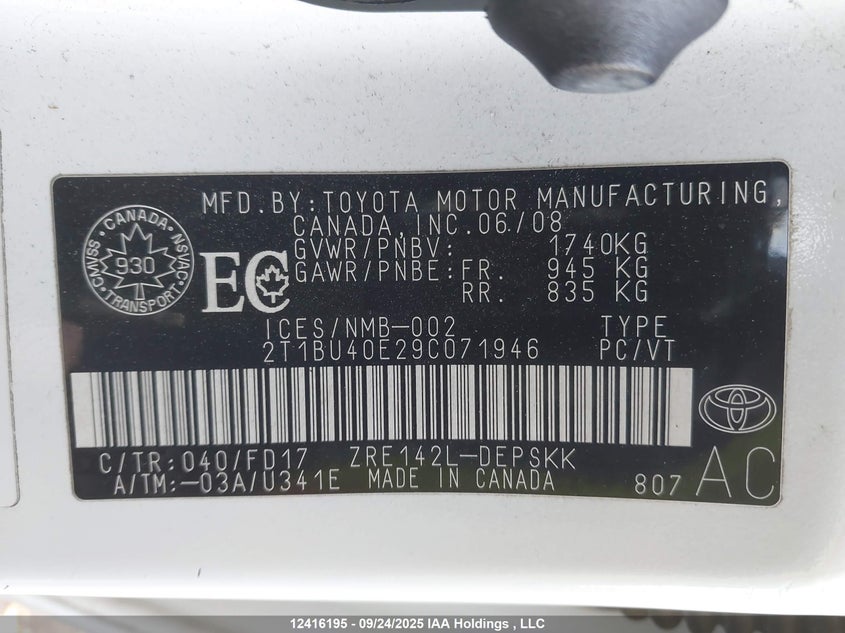 MFD.BY:TOYOTA MOTOR MANUFACTURING,
CANADA,INC.06/08
GVWR/PNBV: 1740KG
GAWR/PNBE:FR. 945 KG
RR. 835 KG
CANADA
930
CMVSS
NSVAC
TRANSPORT
EC
ICES/NMB-002 TYPE
2T1BU40E29C071946 PC/VT
C/TR:040/FD17 ZRE142L-DEPSKK
A/TM:-03A/U341E MADE IN CANADA
807 AC
12416195 - 09/24/2025 IAA Holdings , LLC